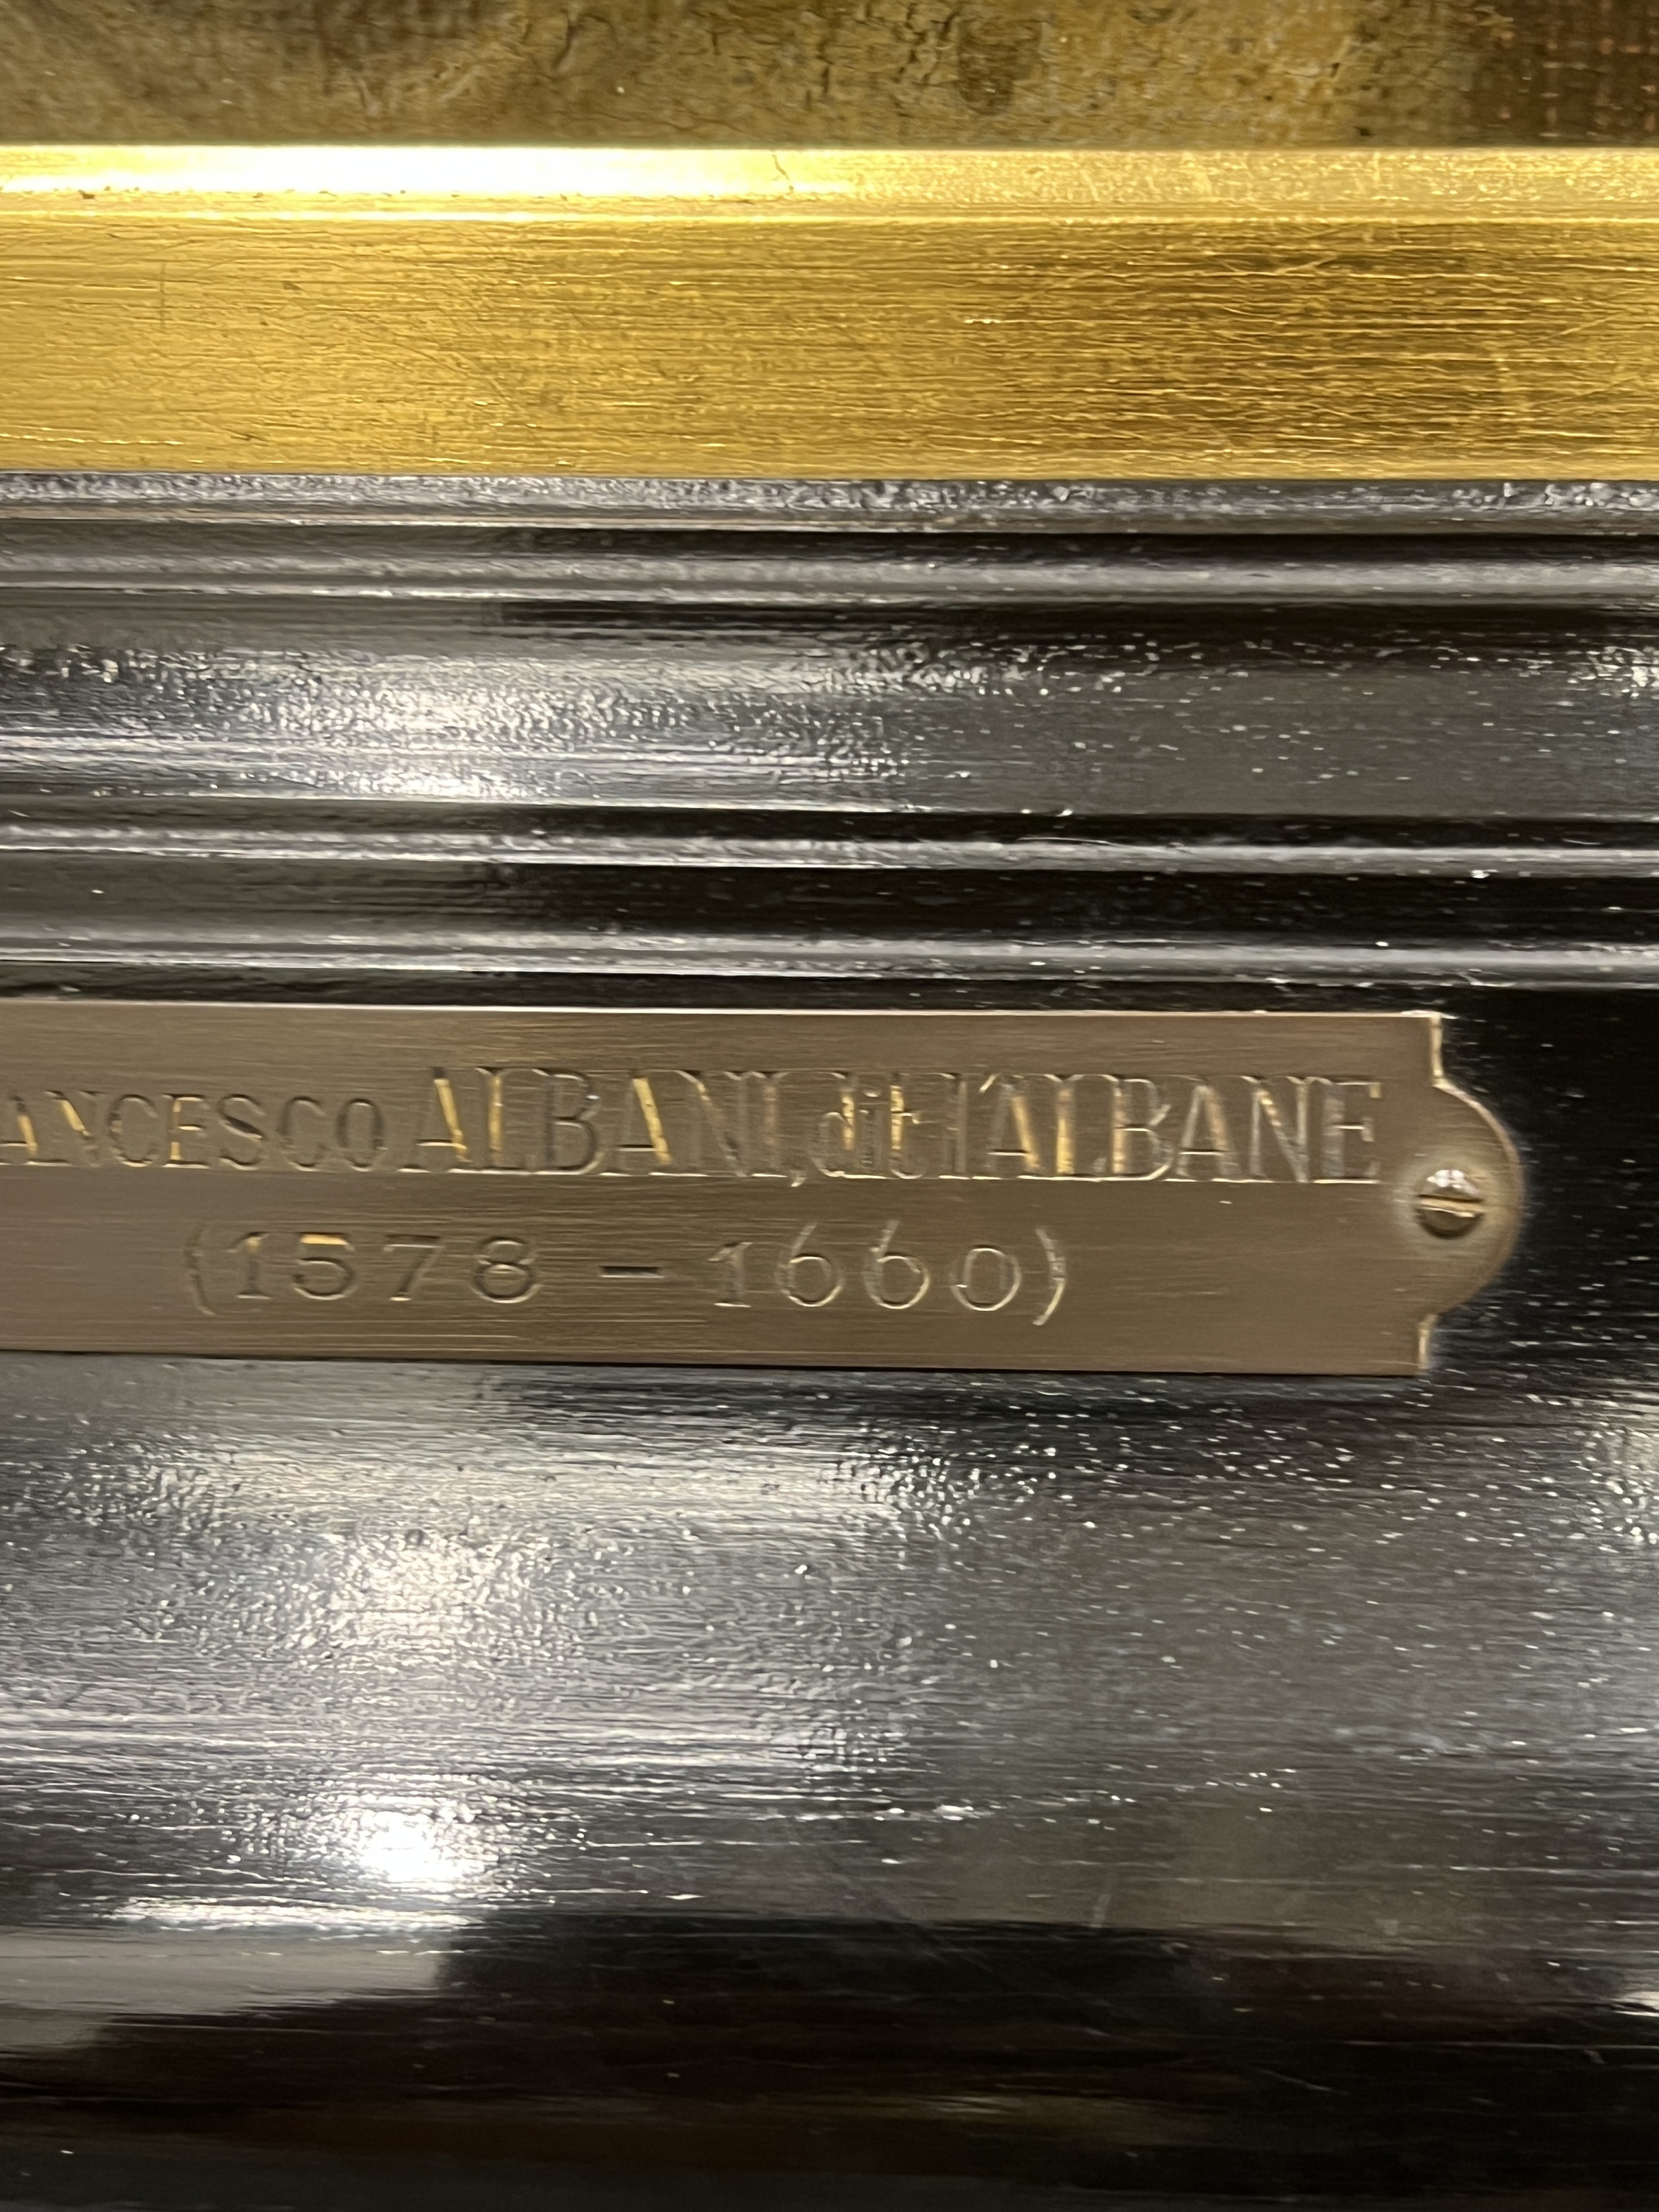 ANCESCO ALBANI, dit l'ALBANE
(1578 - 1660)